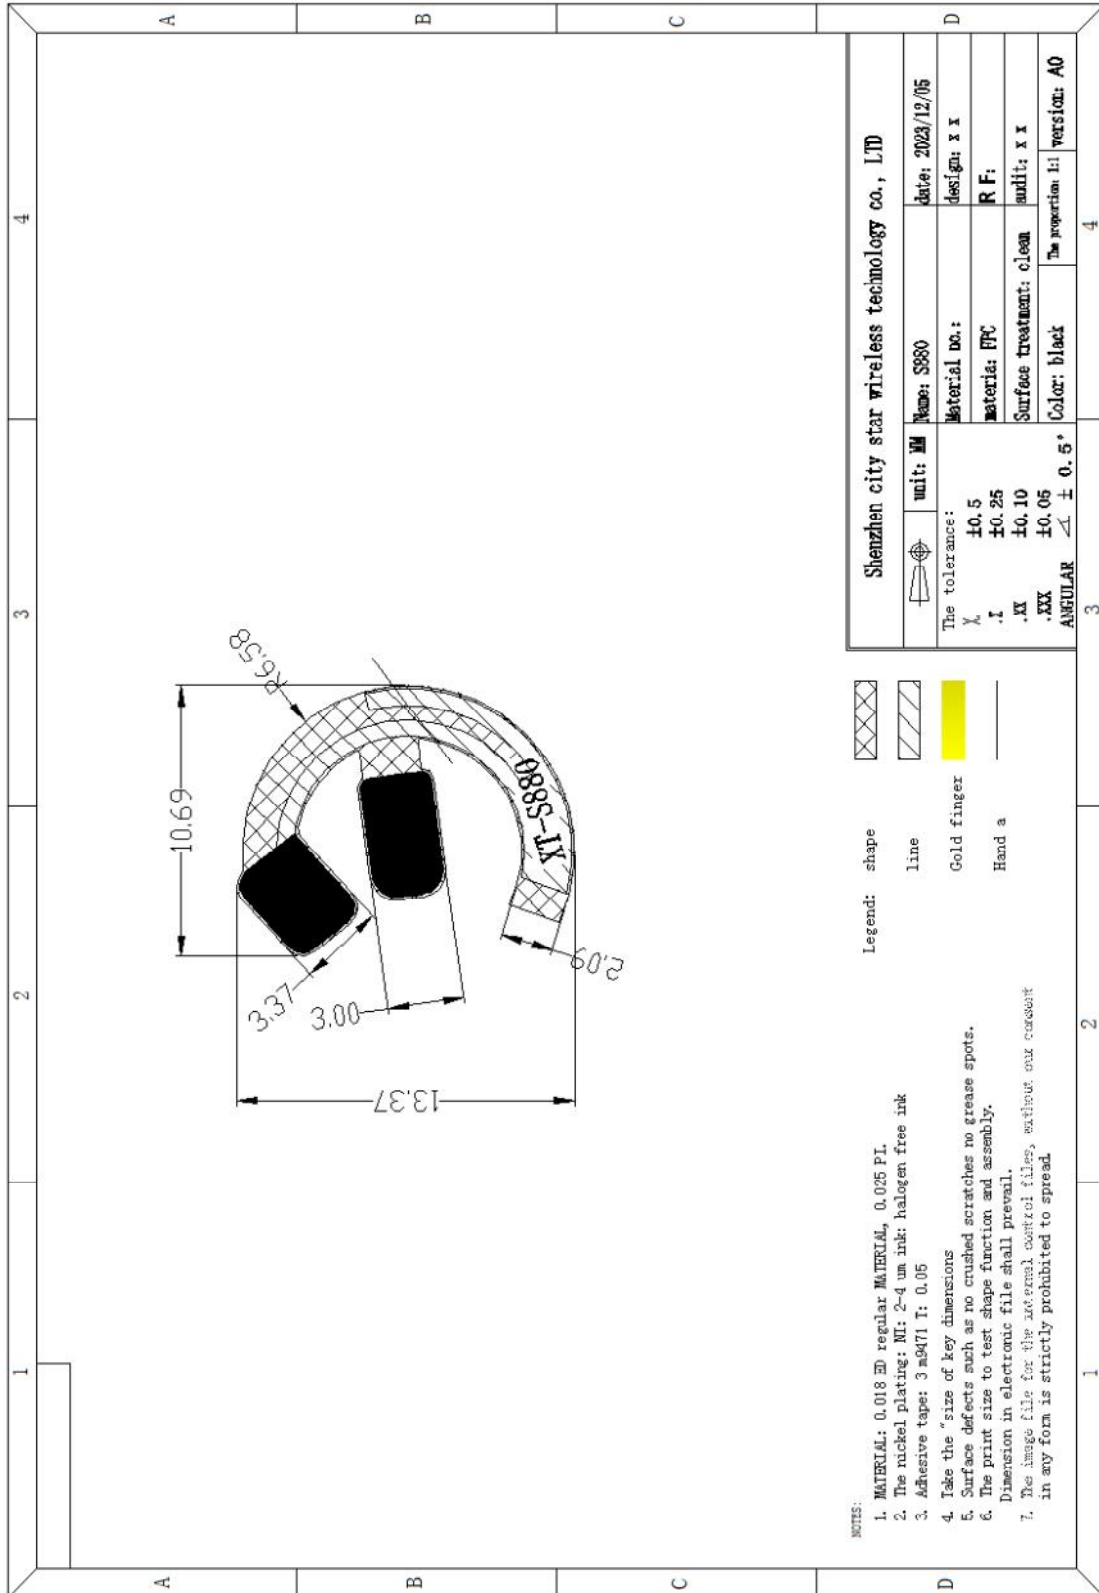 1
2
3
4
A
B
C
D
10.69
R6.58
3.37
3.00
2.09
13.37
XT-S880
NOTES:
1. MATERIAL: 0.018 ED regular MATERIAL, 0.025 PI.
2. The nickel plating: NI: 2-4 um ink: halogen free ink
3. Adhesive tape: 3 m9471 T: 0.05
4. Take the "size of key dimensions
5. Surface defects such as no crushed scratches no grease spots.
6. The print size to test shape function and assembly.
Dimension in electronic file shall prevail.
7. The image file for the external control files, without our consent
in any form is strictly prohibited to spread.
Legend: shape
line
Gold finger
Hand a
Shenzhen city star wireless technology co., LTD
unit: MM
Name: S880
date: 2023/12/05
The tolerance:
X. ±0.5
.X ±0.25
.XX ±0.10
.XXX ±0.05
ANGULAR ∠ ± 0.5°
Material no.:
design: x x
materia: FPC
R F:
Surface treatment: clean
audit: x x
Color: black
The proportion: 1:1
version: AO
A
B
C
D
1
2
3
4